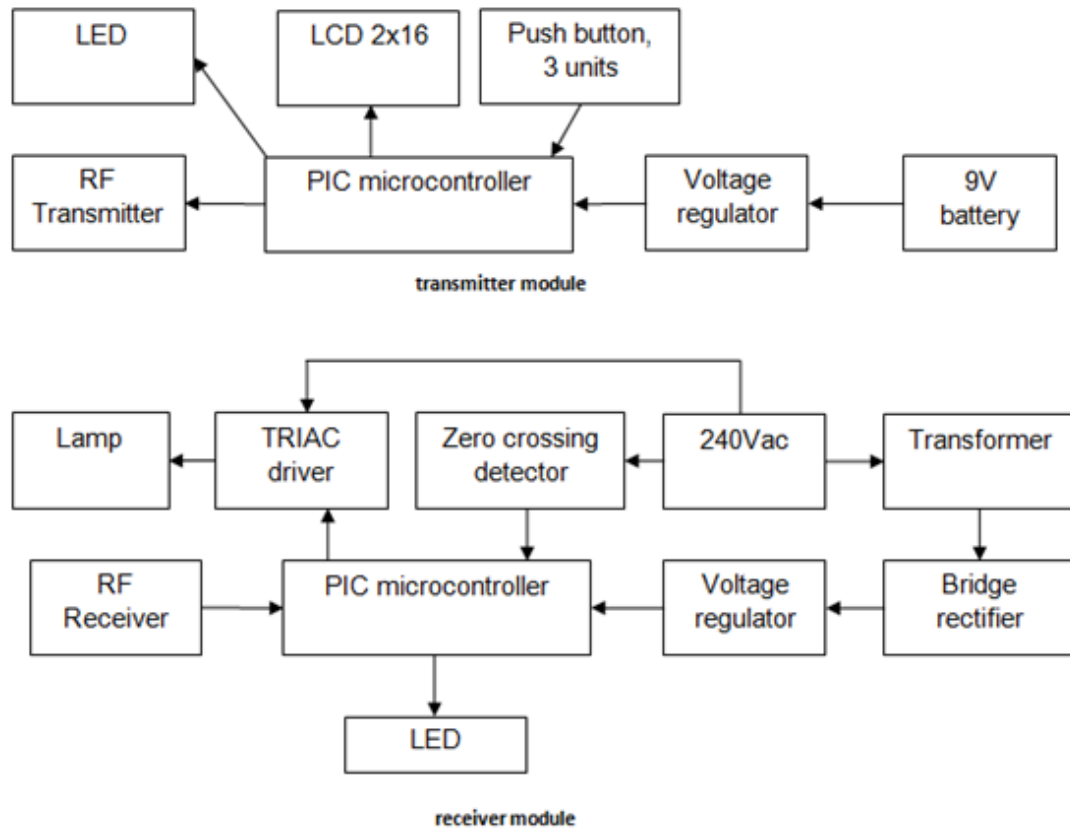 LED
LCD 2x16
Push button,
3 units
RF
Transmitter
PIC microcontroller
Voltage
regulator
9V
battery
transmitter module
Lamp
TRIAC
driver
Zero crossing
detector
240Vac
Transformer
RF
Receiver
PIC microcontroller
Voltage
regulator
Bridge
rectifier
LED
receiver module